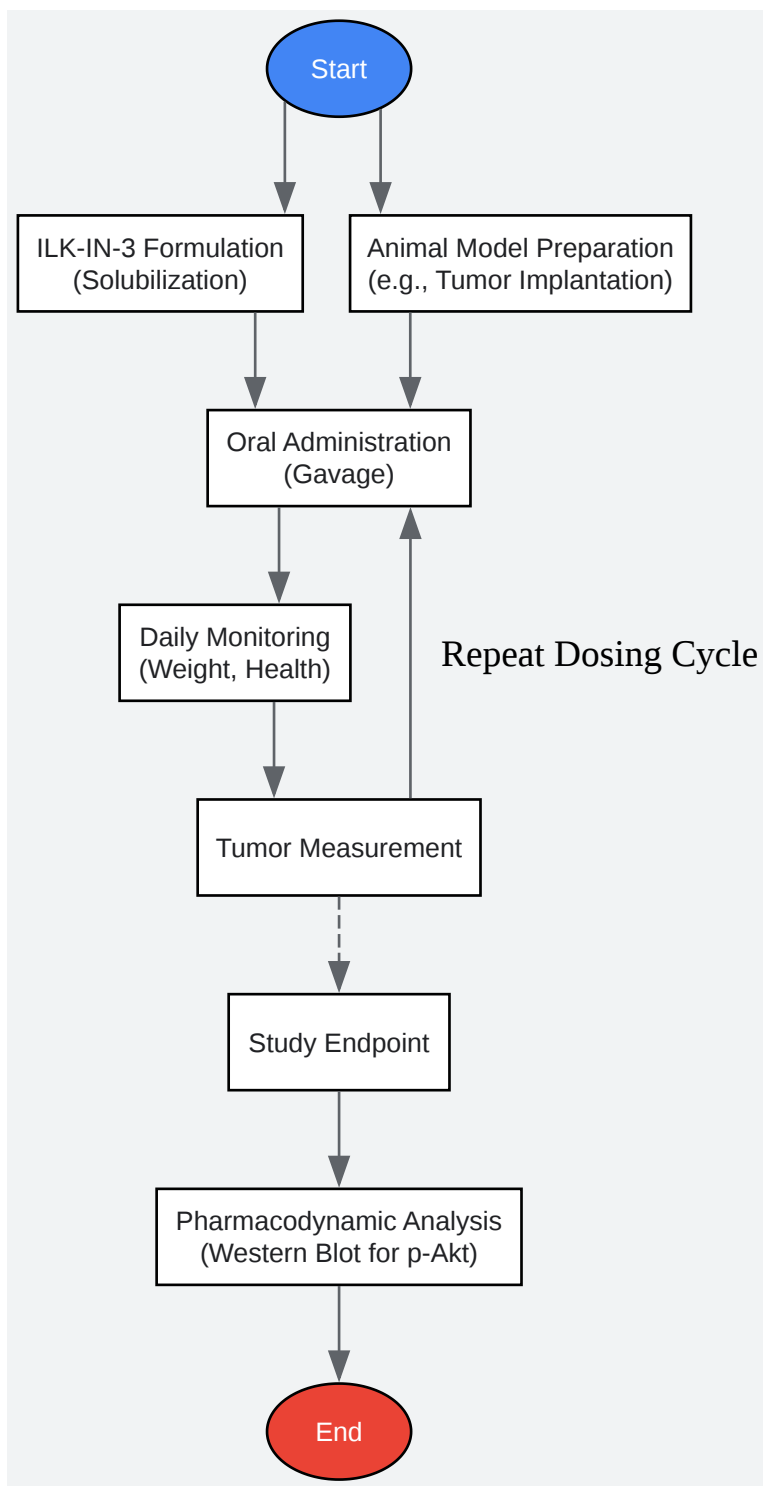 Start
ILK-IN-3 Formulation
(Solubilization)
Animal Model Preparation
(e.g., Tumor Implantation)
Oral Administration
(Gavage)
Daily Monitoring
(Weight, Health)
Repeat Dosing Cycle
Tumor Measurement
Study Endpoint
Pharmacodynamic Analysis
(Western Blot for p-Akt)
End